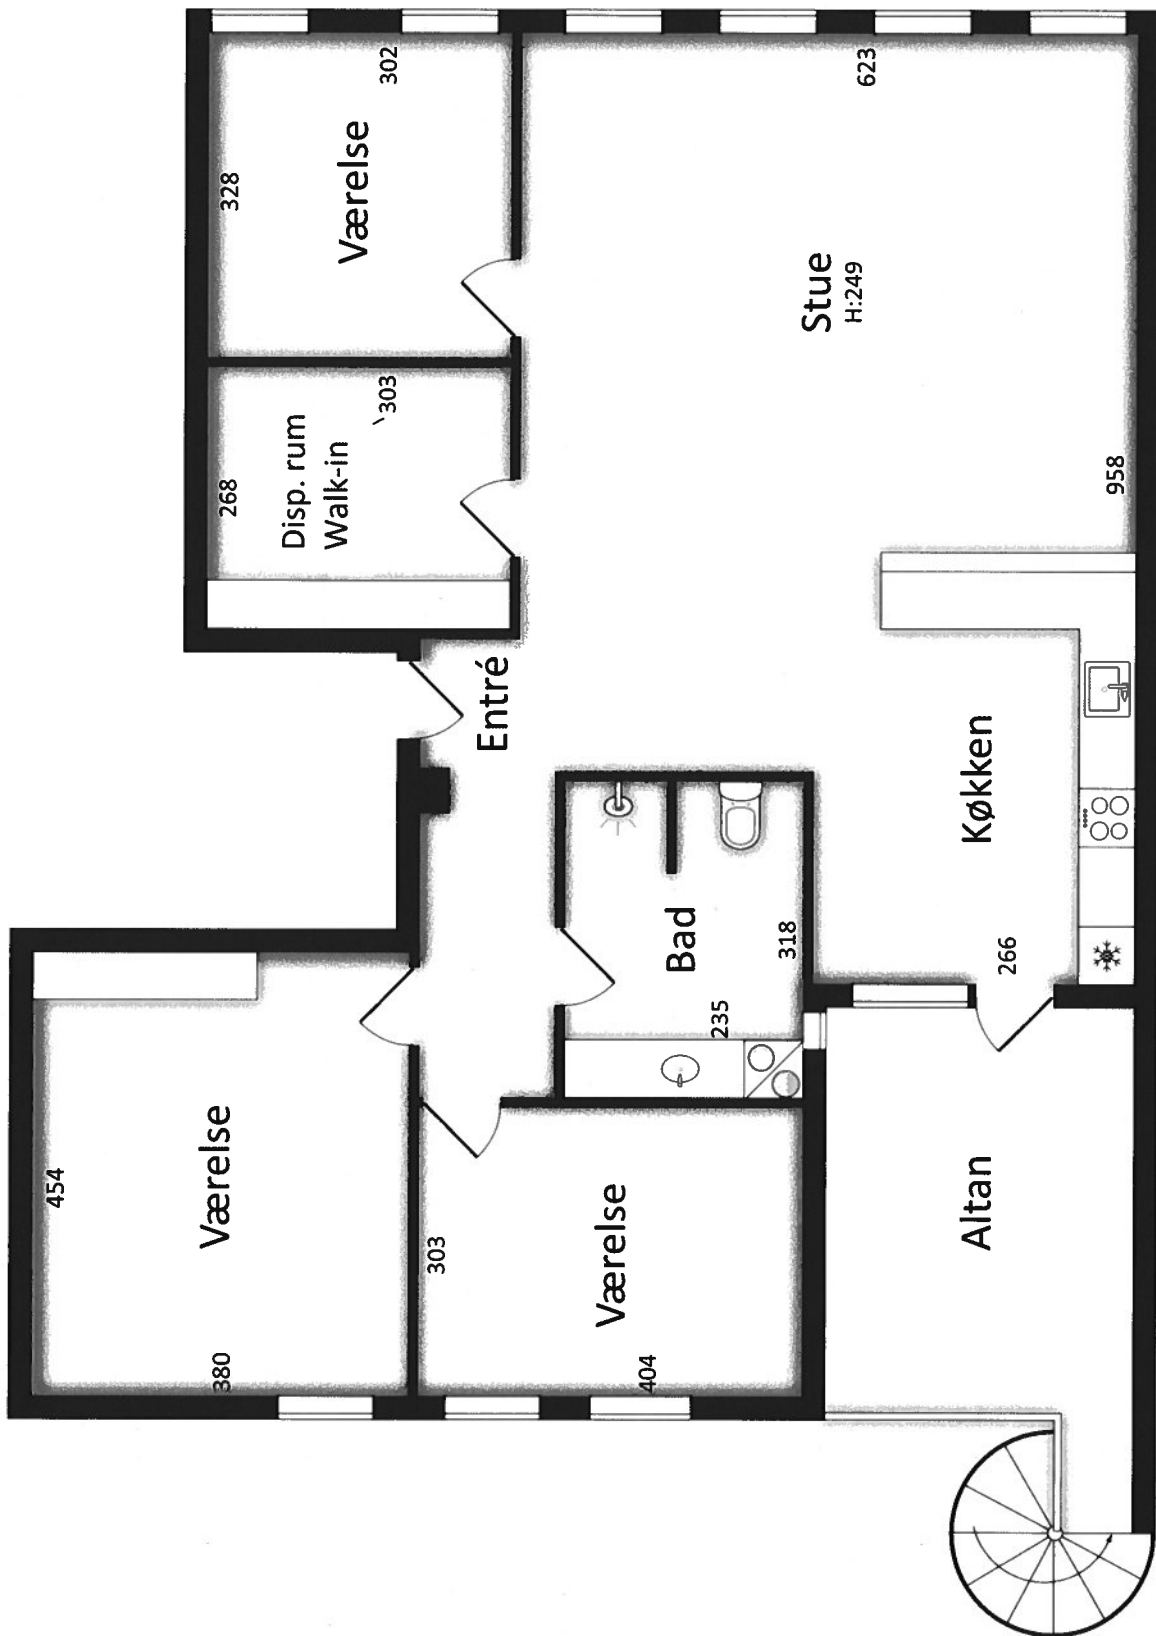 454
Værelse
380
303
Værelse
404
Altan
Entré
Bad
235
318
Køkken
266
268
Disp. rum
Walk-in
303
328
Værelse
302
Stue
H:249
958
623